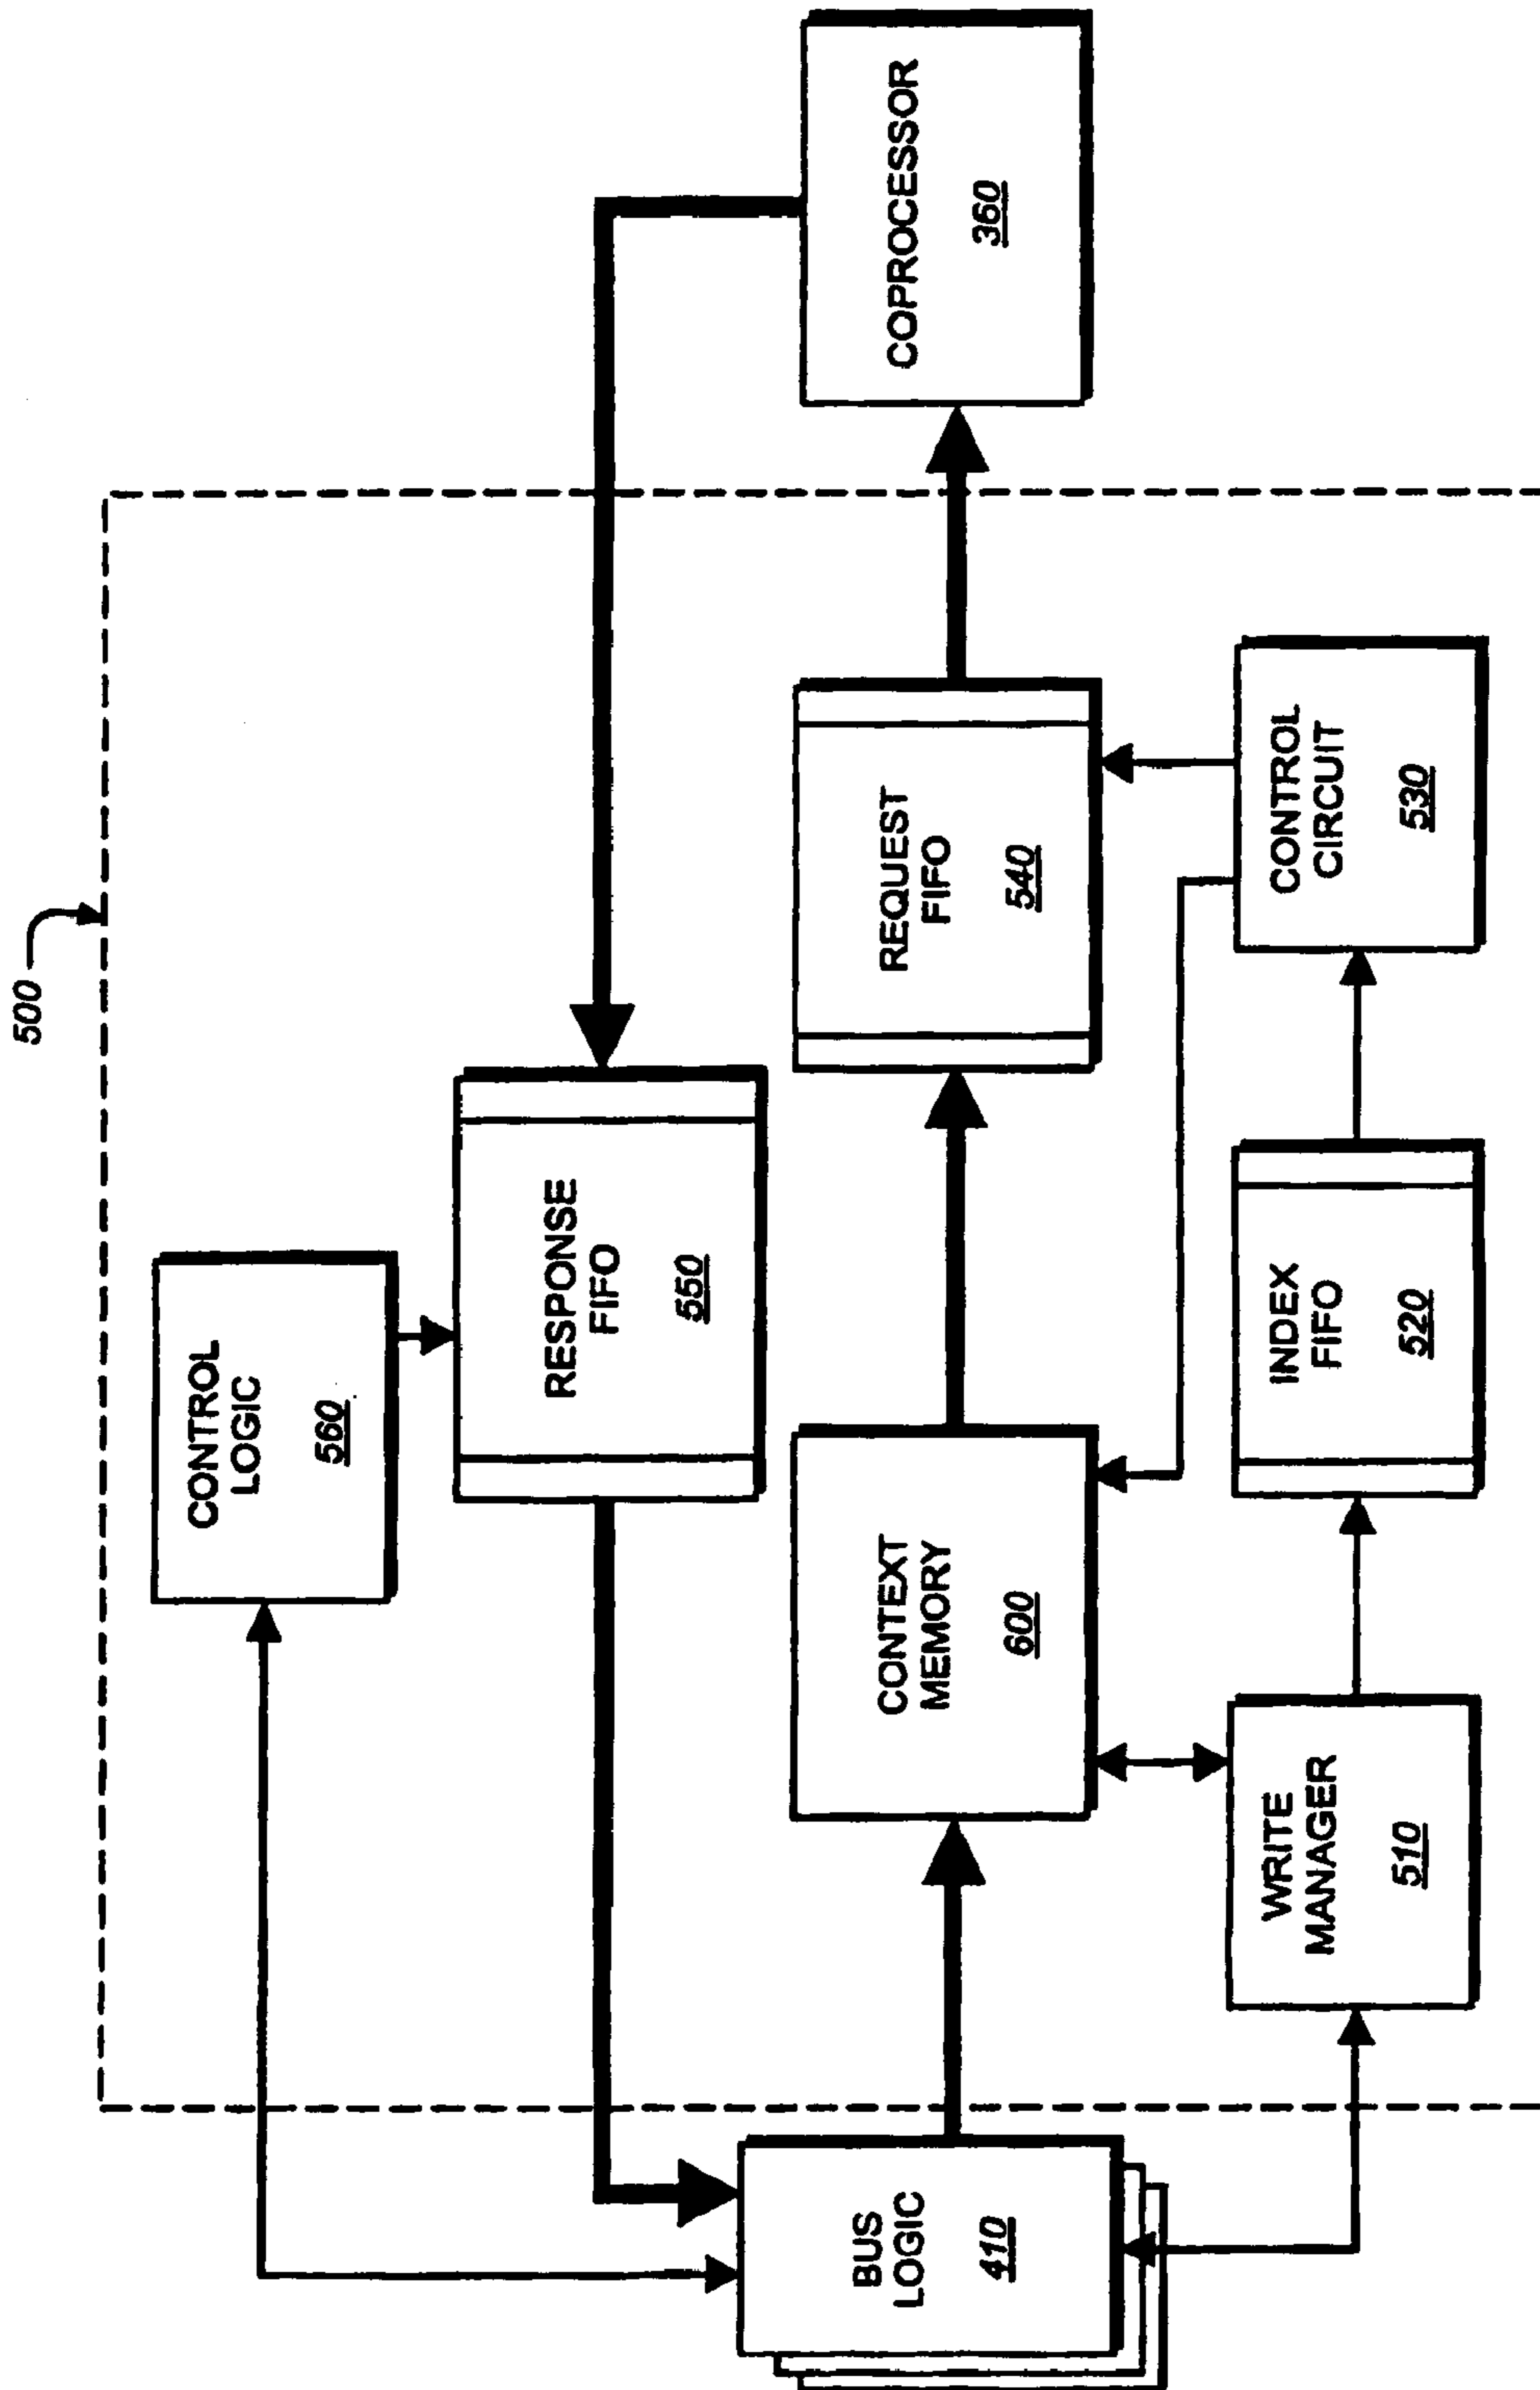 500
CONTROL
LOGIC
560
RESPONSE
FIFO
550
BUS
LOGIC
410
CONTEXT
MEMORY
600
REQUEST
FIFO
540
COPROCESSOR
360
WRITE
MANAGER
510
INDEX
FIFO
520
CONTROL
CIRCUIT
530